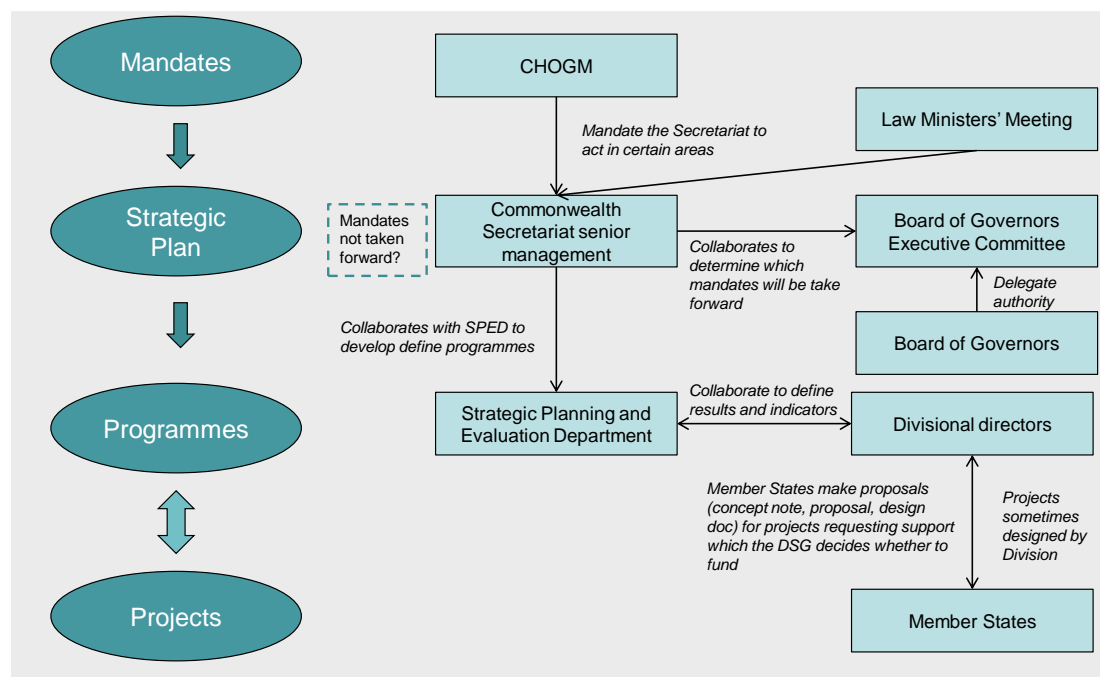 Mandates
CHOGM
Law Ministers' Meeting
Mandate the Secretariat to
act in certain areas
Strategic
Plan
Mandates
not taken
forward?
Commonwealth
Secretariat senior
management
Board of Governors
Executive Committee
Collaborates to
determine which
mandates will be take
forward
Delegate
authority
Board of Governors
Collaborates with SPED to
develop define programmes
Programmes
Strategic Planning and
Evaluation Department
Collaborate to define
results and indicators
Divisional directors
Member States make proposals
(concept note, proposal, design
doc) for projects requesting support
which the DSG decides whether to
fund
Projects
sometimes
designed by
Division
Projects
Member States